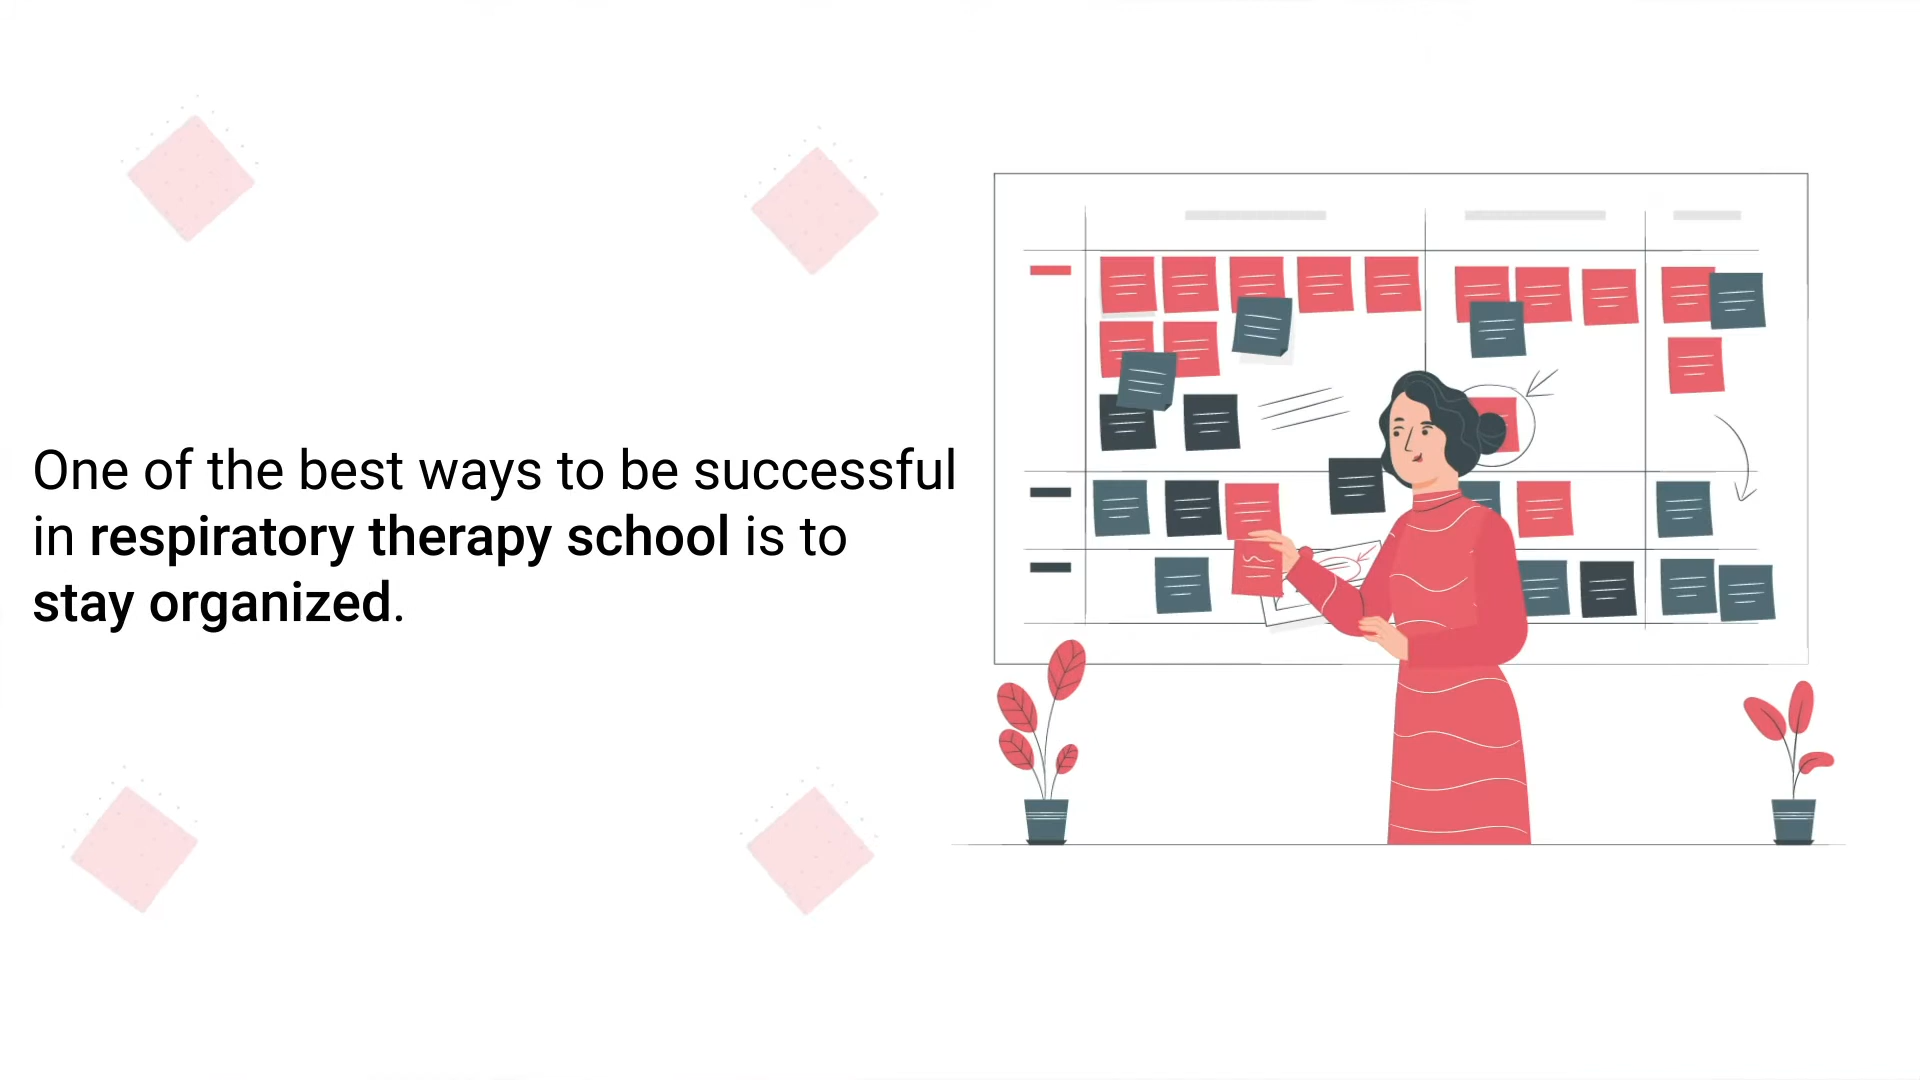 One of the best ways to be successful
in respiratory therapy school is to
stay organized.